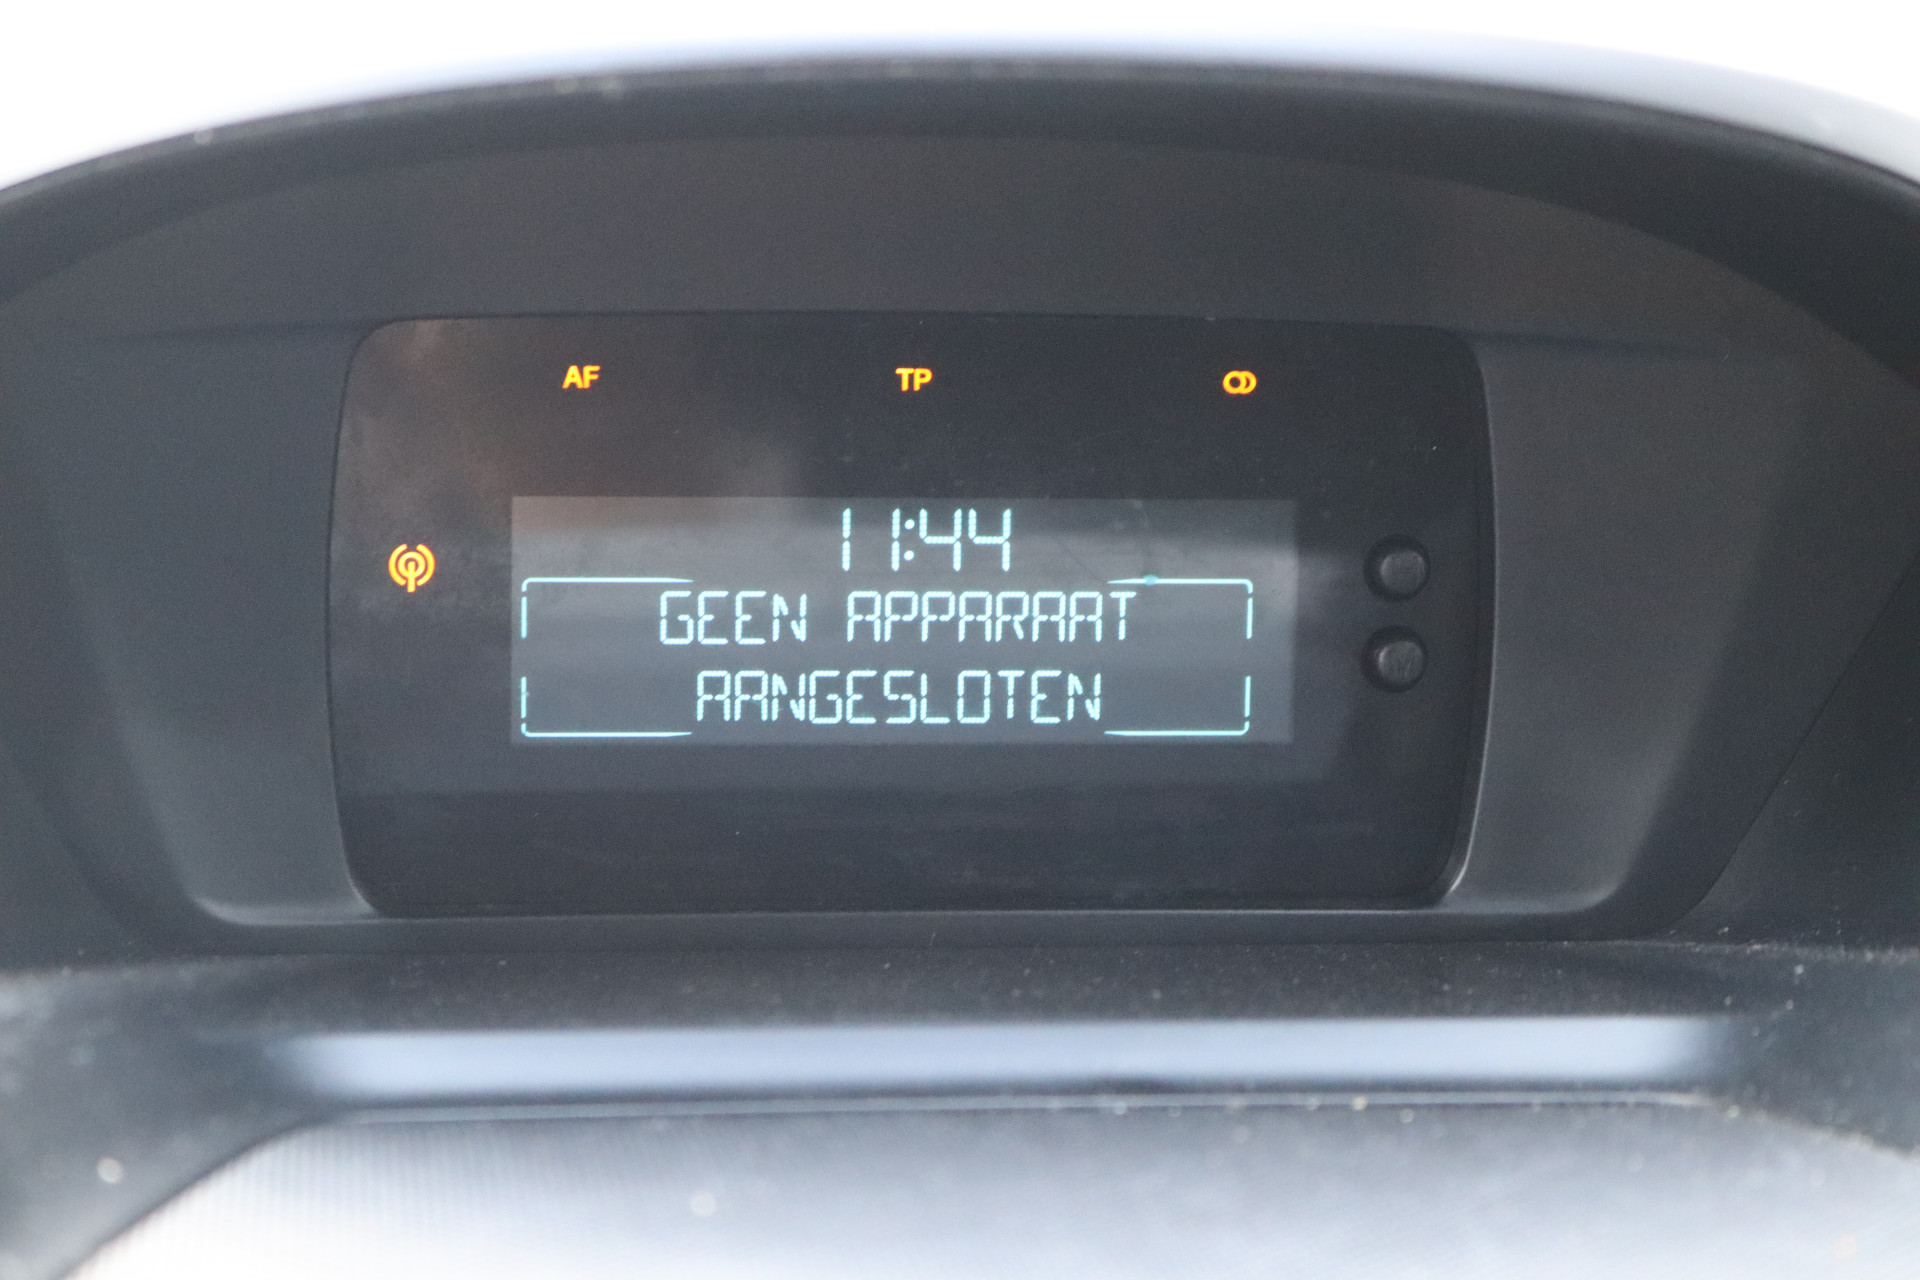 AF TP
11:44
GEEN APPARAAT
AANGESLOTEN